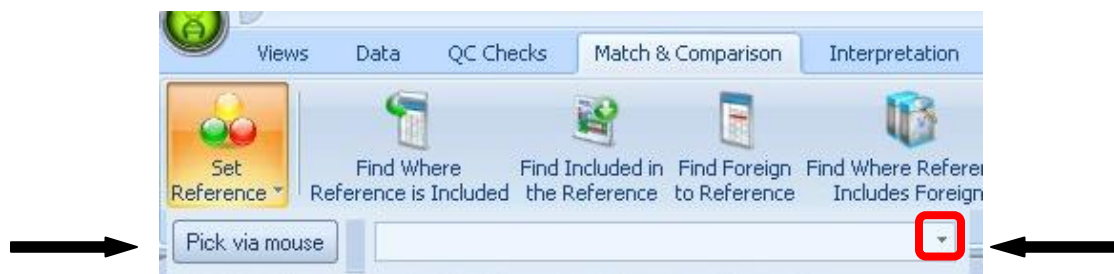 Views Data QC Checks Match & Comparison Interpretation
Set Reference
Find Where Reference is Included
Find Included in the Reference
Find Foreign to Reference
Find Where Includes Foreign
Pick via mouse